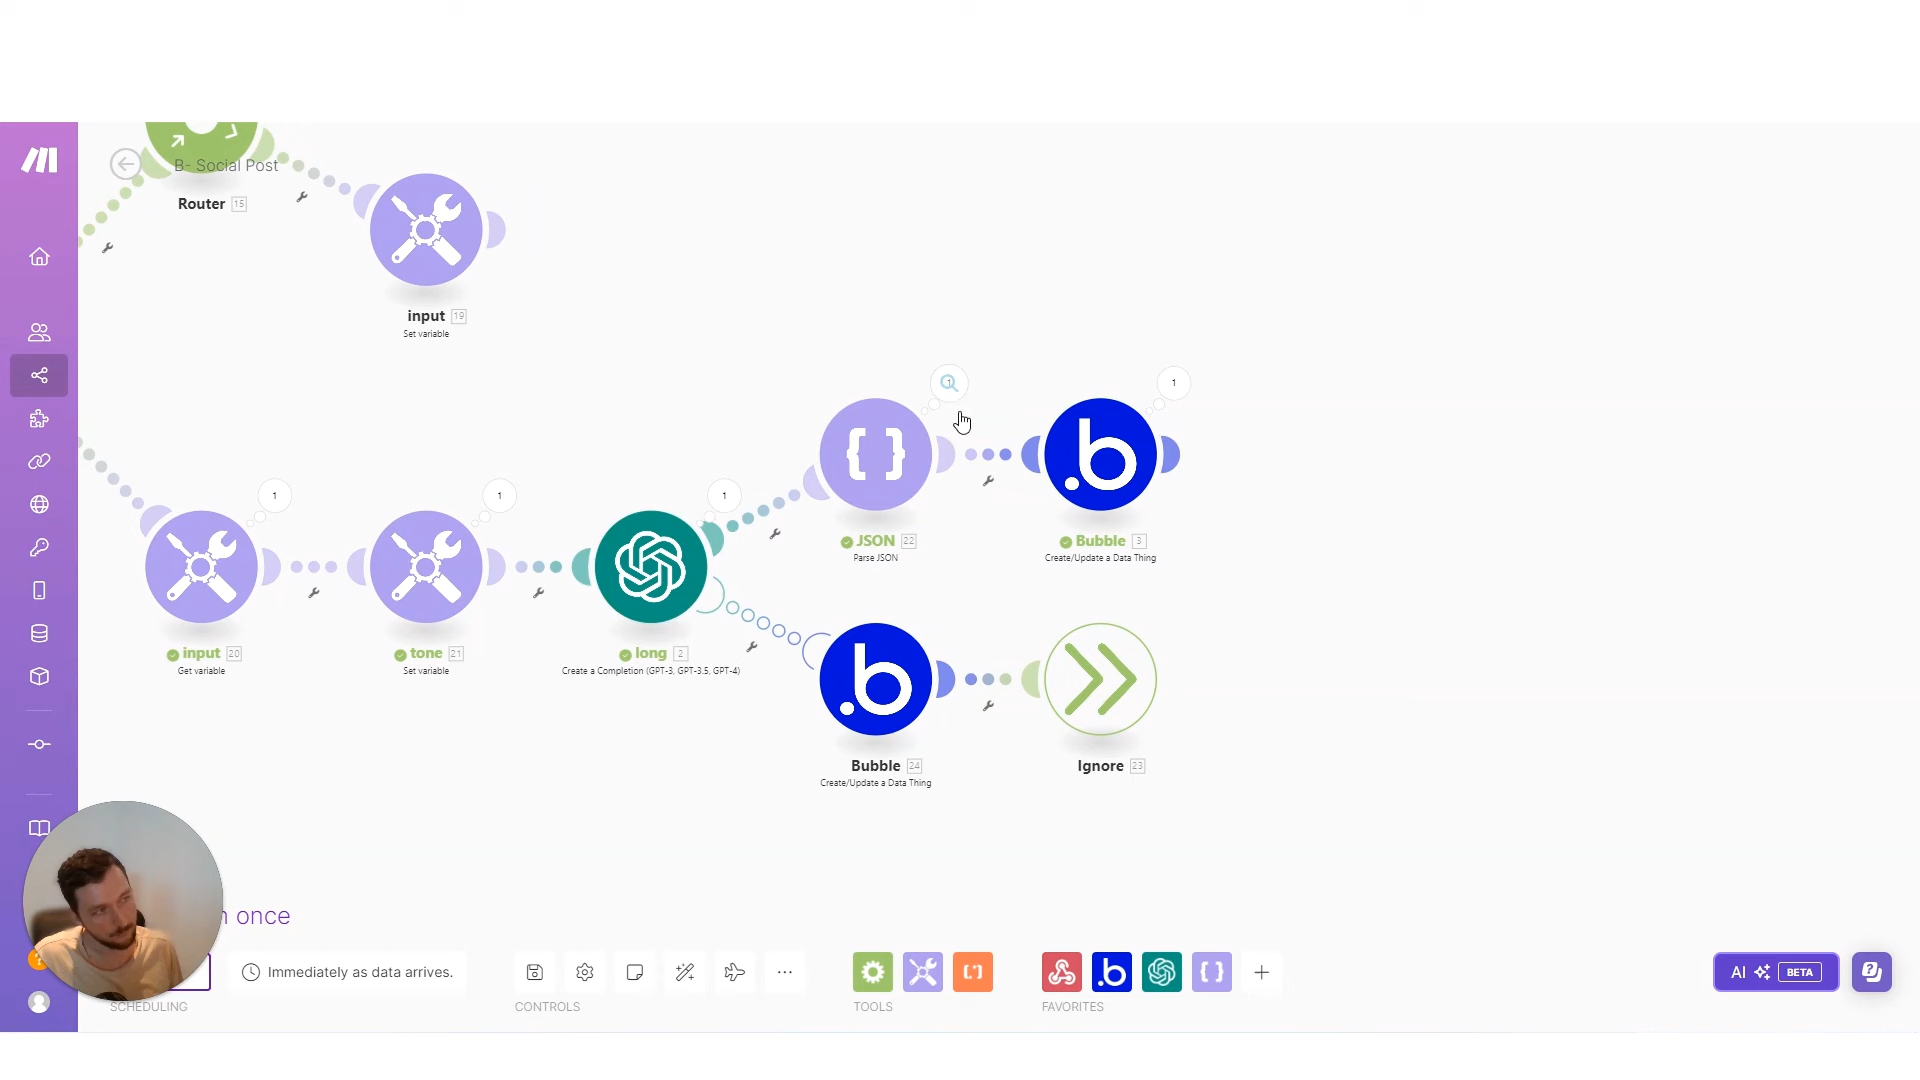 B- Social Post
Router 15
input 19
Set variable
1
1
JSON 22
Parse JSON
Bubble 3
Create/Update a Data Thing
1
1
1
input 20
Get variable
tone 21
Set variable
long 2
Create a Completion (GPT-3, GPT-3.5, GPT-4)
Bubble 24
Create/Update a Data Thing
Ignore 23
once
Immediately as data arrives.
SCHEDULING
CONTROLS
TOOLS
FAVORITES
AI BETA